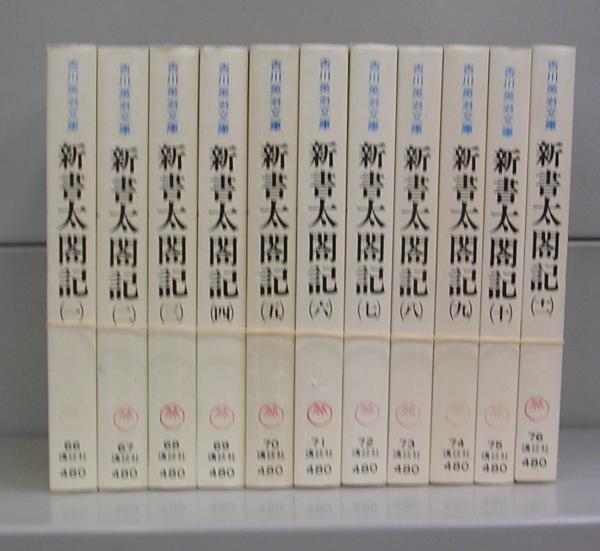 吉川英治文庫
新書太閤記(一)
66
講談社
480
吉川英治文庫
新書太閤記(二)
67
講談社
480
吉川英治文庫
新書太閤記(三)
68
講談社
480
吉川英治文庫
新書太閤記(四)
69
講談社
480
吉川英治文庫
新書太閤記(五)
70
講談社
480
吉川英治文庫
新書太閤記(六)
71
講談社
480
吉川英治文庫
新書太閤記(七)
72
講談社
480
吉川英治文庫
新書太閤記(八)
73
講談社
480
吉川英治文庫
新書太閤記(九)
74
講談社
480
吉川英治文庫
新書太閤記(十)
75
講談社
480
吉川英治文庫
新書太閤記(十一)
76
講談社
480